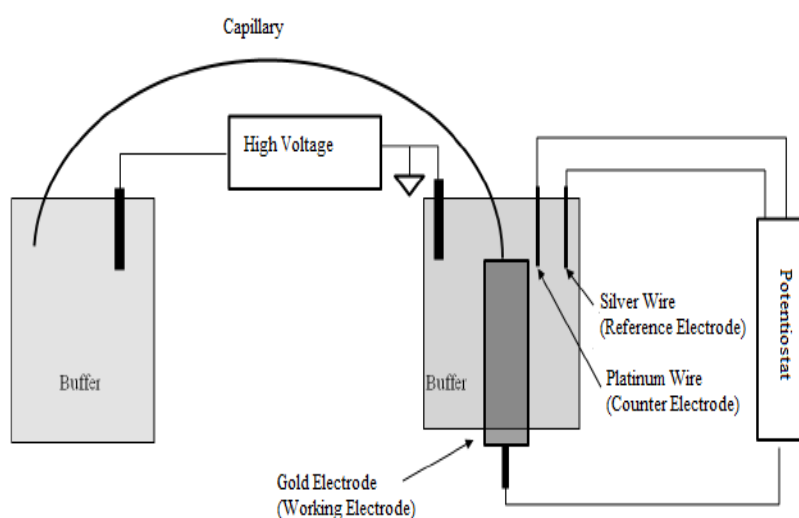 Capillary
High Voltage
Silver Wire
(Reference Electrode)
Platinum Wire
(Counter Electrode)
Potentiostat
Buffer
Buffer
Gold Electrode
(Working Electrode)